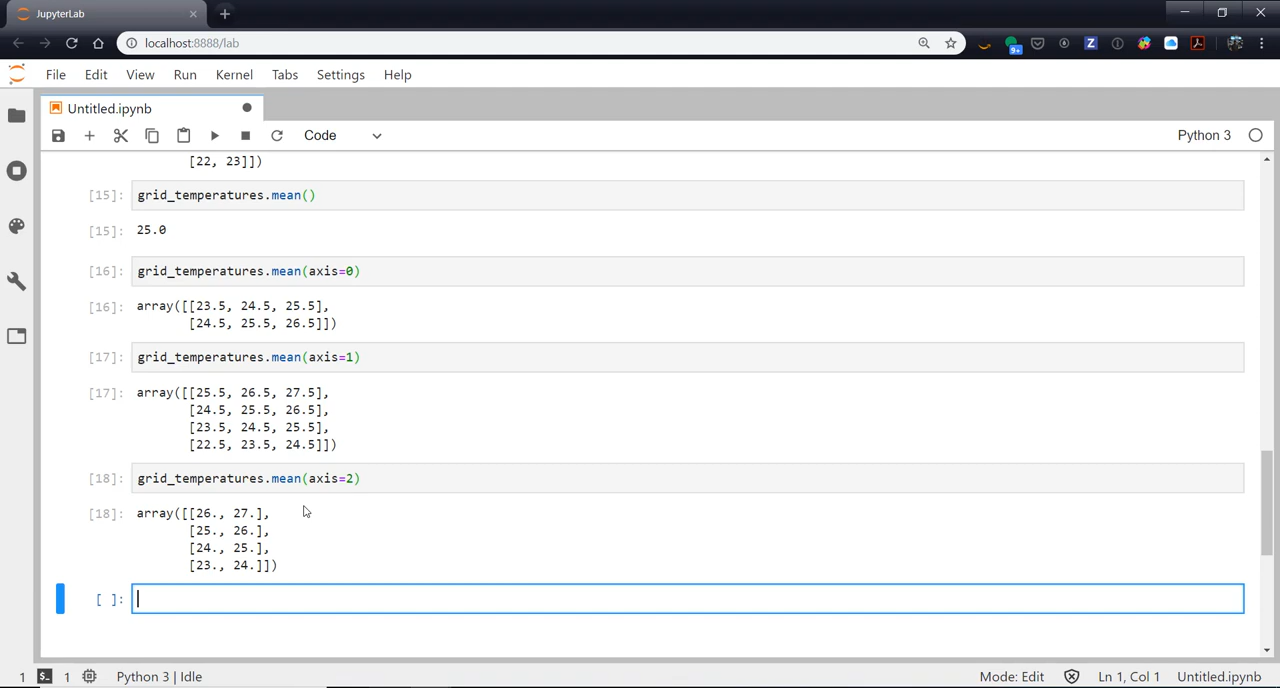 JupyterLab
localhost:8888/lab
9+
Z
File Edit View Run Kernel Tabs Settings Help
Untitled.ipynb
Code
Python 3
[22, 23]])
[15]: grid_temperatures.mean()
[15]: 25.0
[16]: grid_temperatures.mean(axis=0)
[16]: array([[23.5, 24.5, 25.5],
[24.5, 25.5, 26.5]])
[17]: grid_temperatures.mean(axis=1)
[17]: array([[25.5, 26.5, 27.5],
[24.5, 25.5, 26.5],
[23.5, 24.5, 25.5],
[22.5, 23.5, 24.5]])
[18]: grid_temperatures.mean(axis=2)
[18]: array([[26., 27.],
[25., 26.],
[24., 25.],
[23., 24.]])
[ ]:
1 $_ 1 Python 3 | Idle Mode: Edit Ln 1, Col 1 Untitled.ipynb